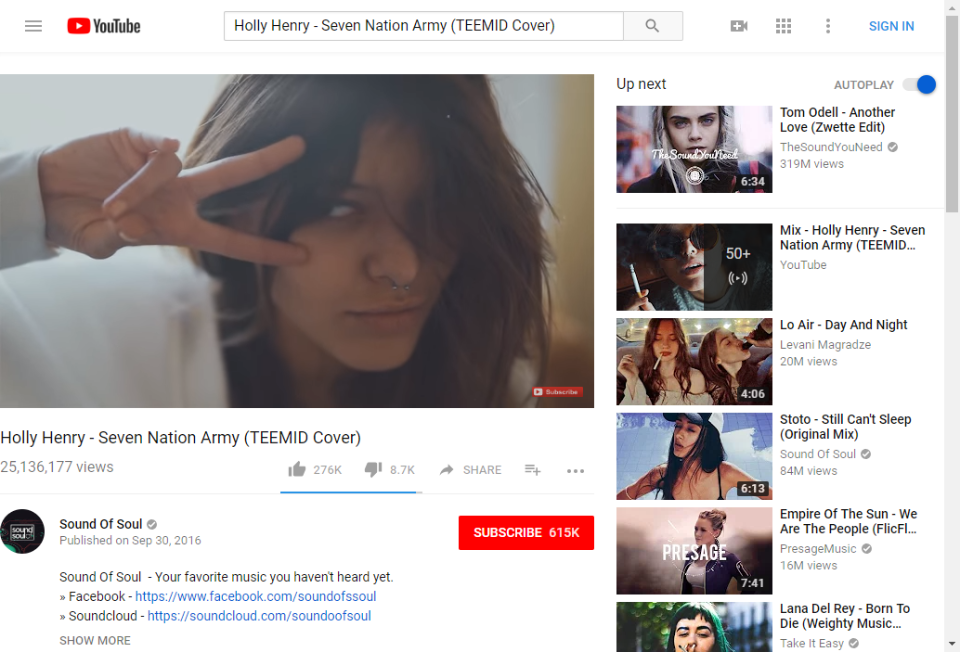 YouTube
Holly Henry - Seven Nation Army (TEEMID Cover)
SIGN IN
Subscribe
Holly Henry - Seven Nation Army (TEEMID Cover)
25,136,177 views
276K
8.7K
SHARE
sound
soul
Sound Of Soul
Published on Sep 30, 2016
SUBSCRIBE 615K
Sound Of Soul - Your favorite music you haven't heard yet.
» Facebook - https://www.facebook.com/soundofssoul
» Soundcloud - https://soundcloud.com/soundoofsoul
SHOW MORE
Up next
AUTOPLAY
TheSoundYouNeed
6:34
Tom Odell - Another
Love (Zwette Edit)
TheSoundYouNeed
319M views
50+
Mix - Holly Henry - Seven
Nation Army (TEEMID...
YouTube
4:06
Lo Air - Day And Night
Levani Magradze
20M views
6:13
Stoto - Still Can't Sleep
(Original Mix)
Sound Of Soul
84M views
PRESAGE
7:41
Empire Of The Sun - We
Are The People (FlicFl...
PresageMusic
16M views
Lana Del Rey - Born To
Die (Weighty Music...
Take It Easy